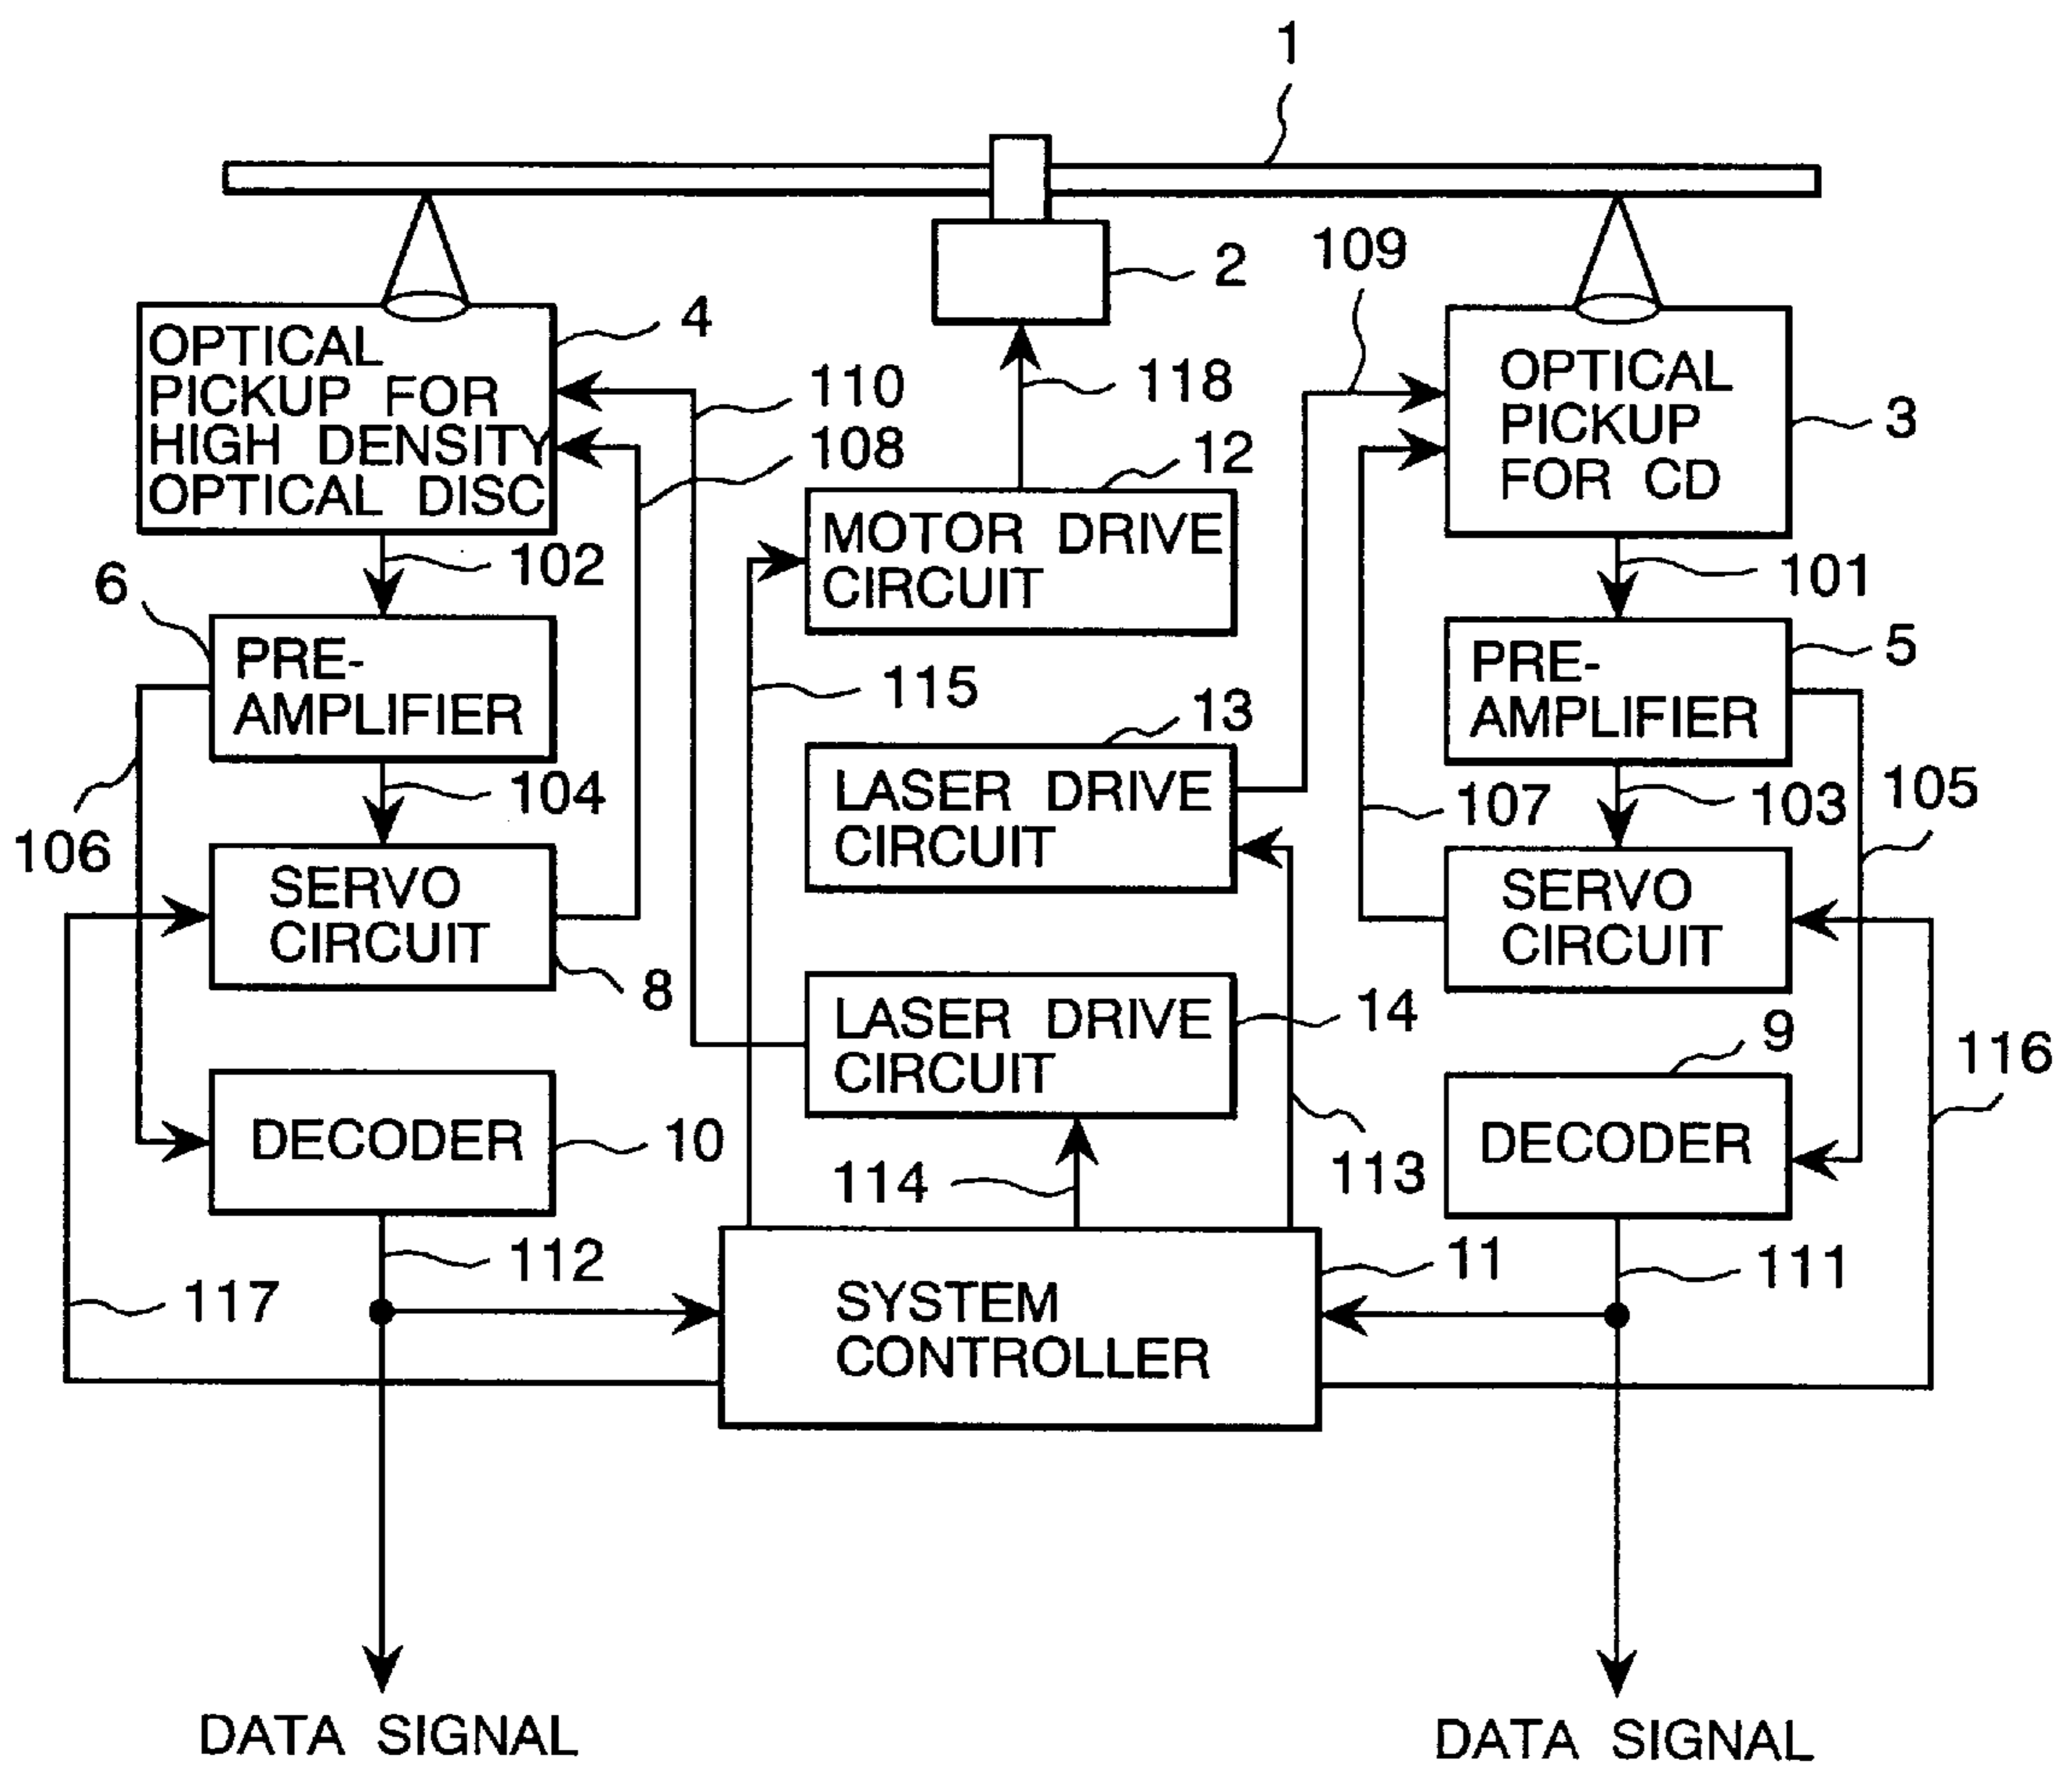 1
2
109
4
OPTICAL
PICKUP FOR
HIGH DENSITY
OPTICAL DISC
110
108
118
12
OPTICAL
PICKUP
FOR CD
3
102
MOTOR DRIVE
CIRCUIT
101
6
PRE-
AMPLIFIER
115
13
PRE-
AMPLIFIER
5
104
106
LASER DRIVE
CIRCUIT
107
103
105
SERVO
CIRCUIT
8
SERVO
CIRCUIT
LASER DRIVE
CIRCUIT
14
9
116
DECODER
10
114
113
DECODER
112
117
SYSTEM
CONTROLLER
11
111
DATA SIGNAL
DATA SIGNAL